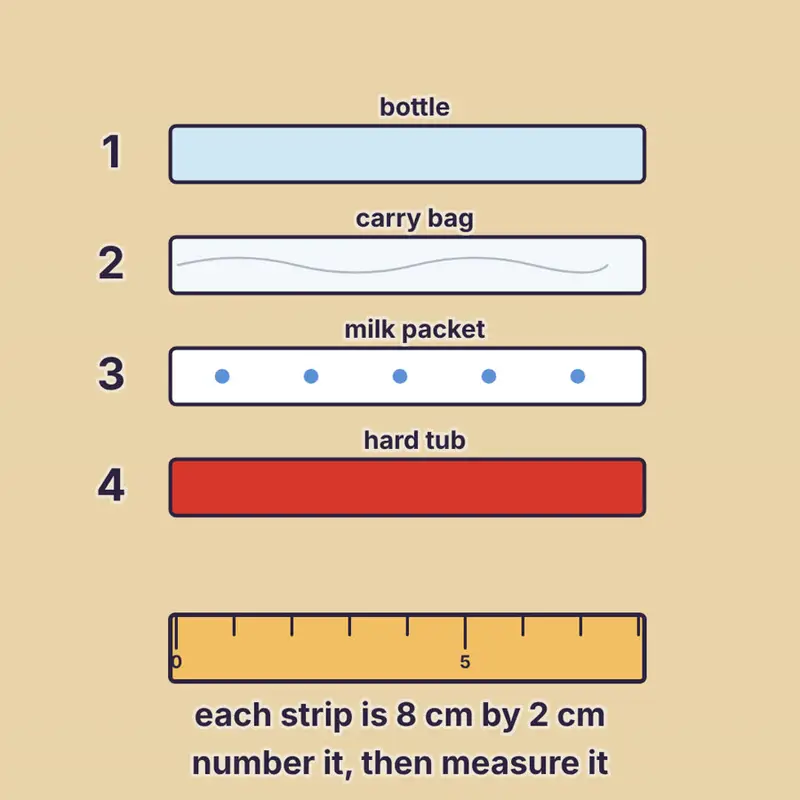 bottle
1
carry bag
2
milk packet
3
hard tub
4
0 5
each strip is 8 cm by 2 cm
number it, then measure it